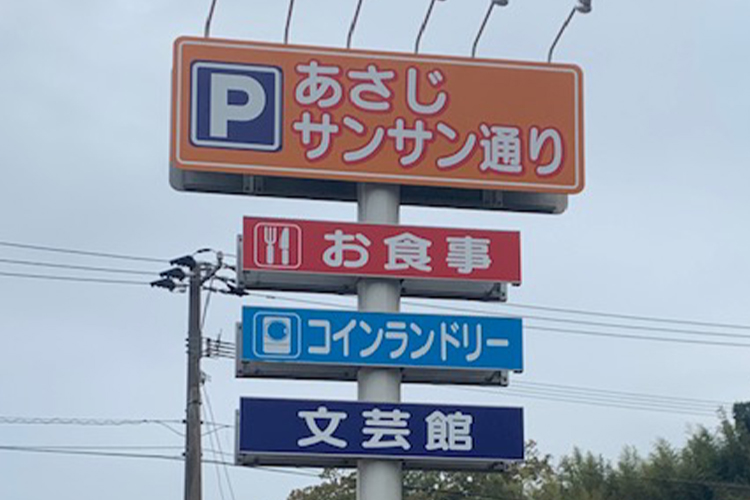 P
あさじ
サンサン通り
お食事
コインランドリー
文芸館